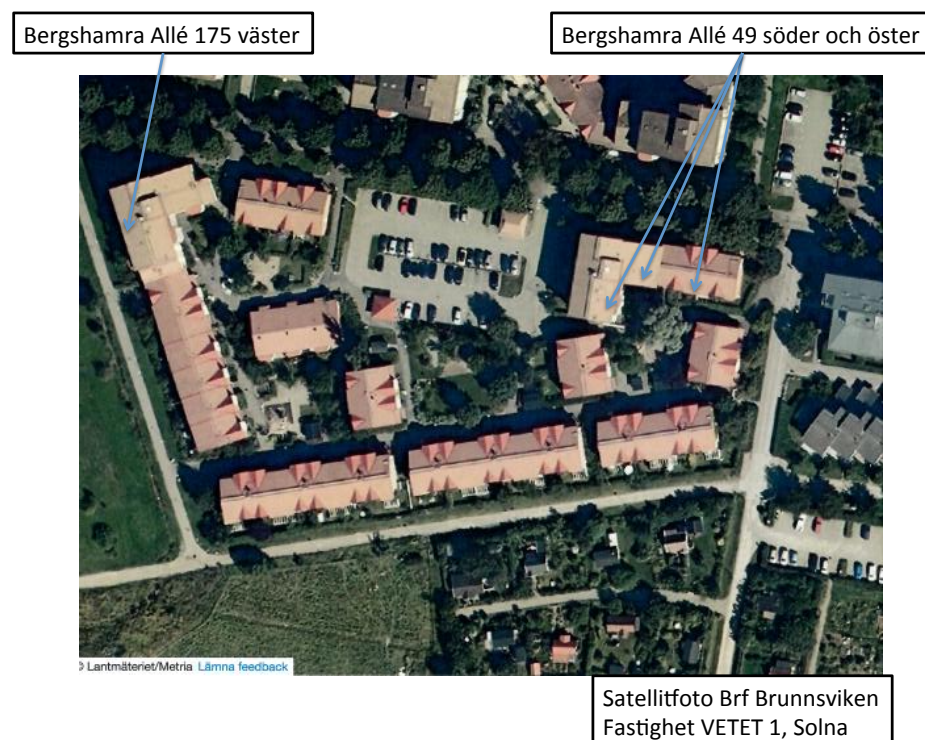 Bergshamra Allé 175 väster
Bergshamra Allé 49 söder och öster
© Lantmäteriet/Metria Lämna feedback
Satellitfoto Brf Brunnsviken
Fastighet VETET 1, Solna